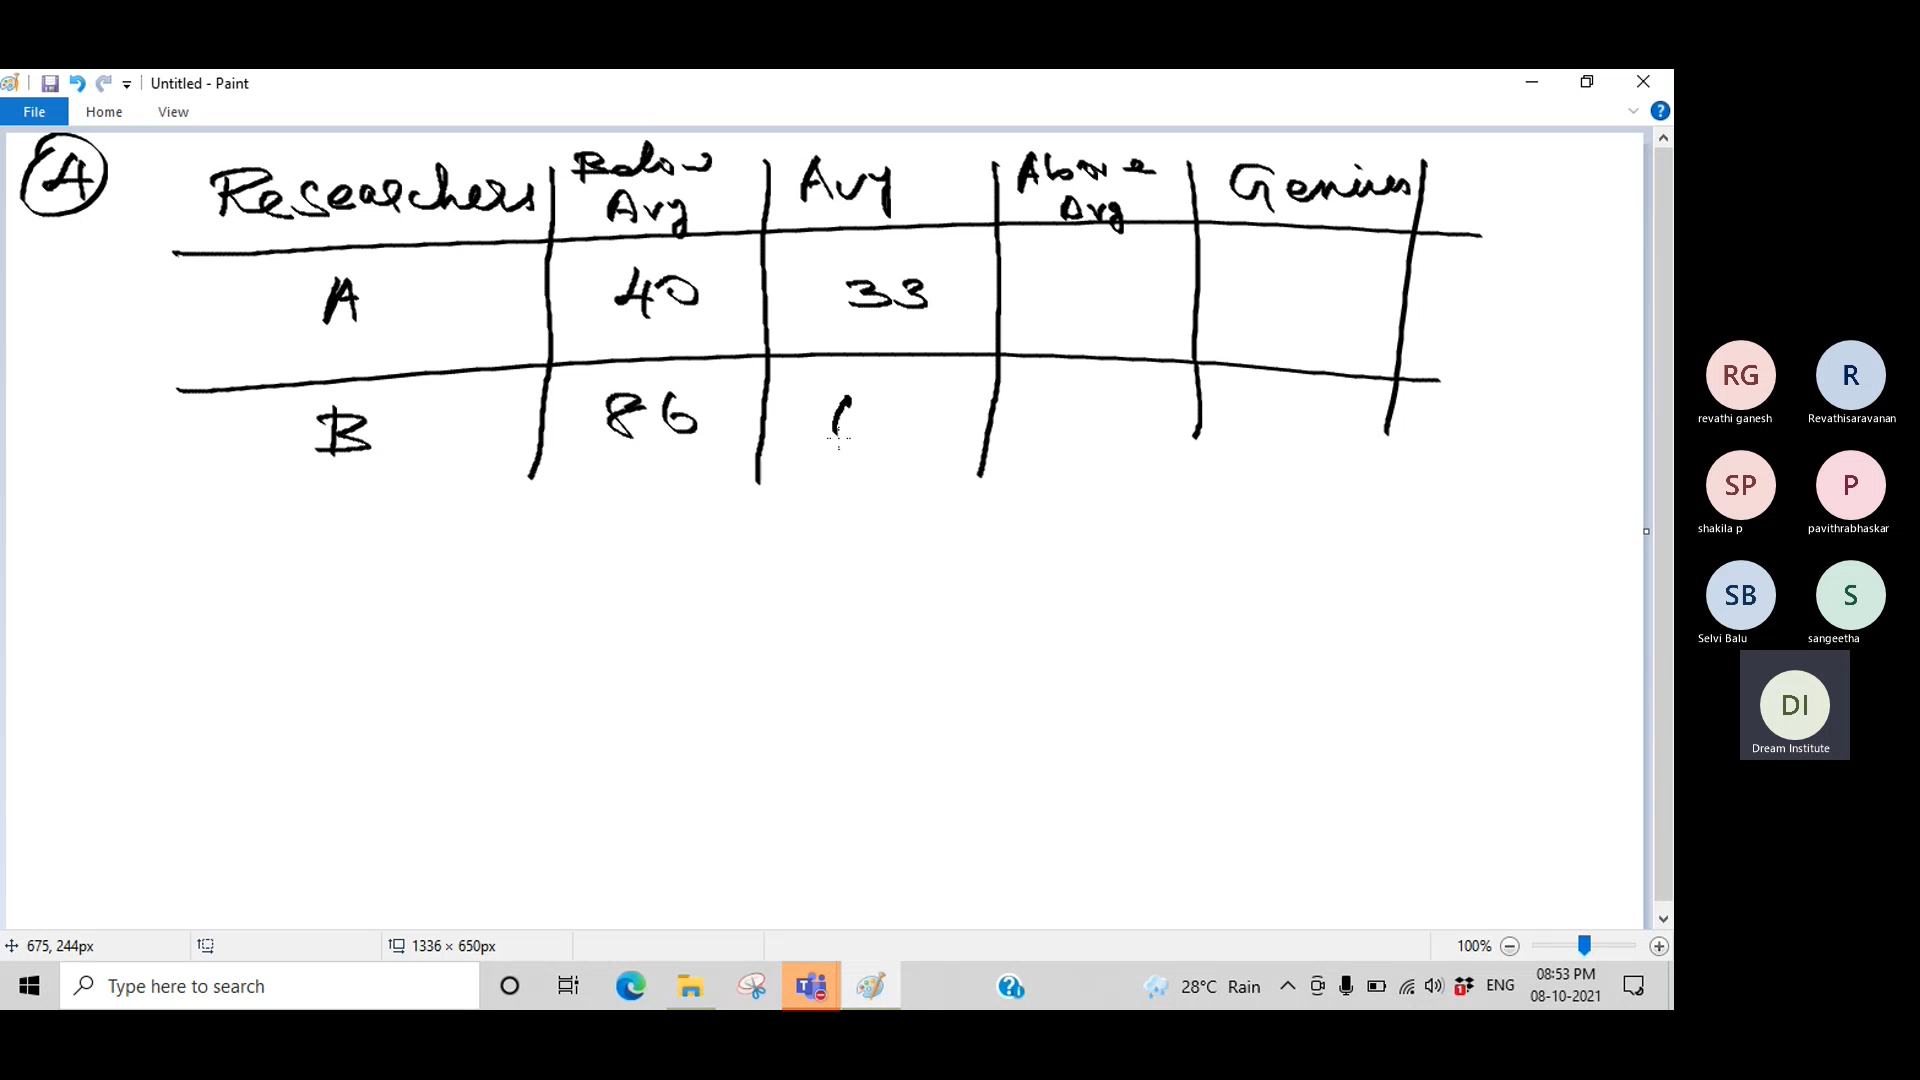 Untitled - Paint
File Home View
4 Researchers Below Avg Avg Above Avg Genius
A 40 33
B 86
RG R
revathi ganesh Revathisaravanan
SP P
shakila p pavithrabhaskar
SB S
Selvi Balu sangeetha
DI
Dream Institute
675, 244px 1336 × 650px 100%
Type here to search 28°C Rain ENG 08:53 PM
08-10-2021